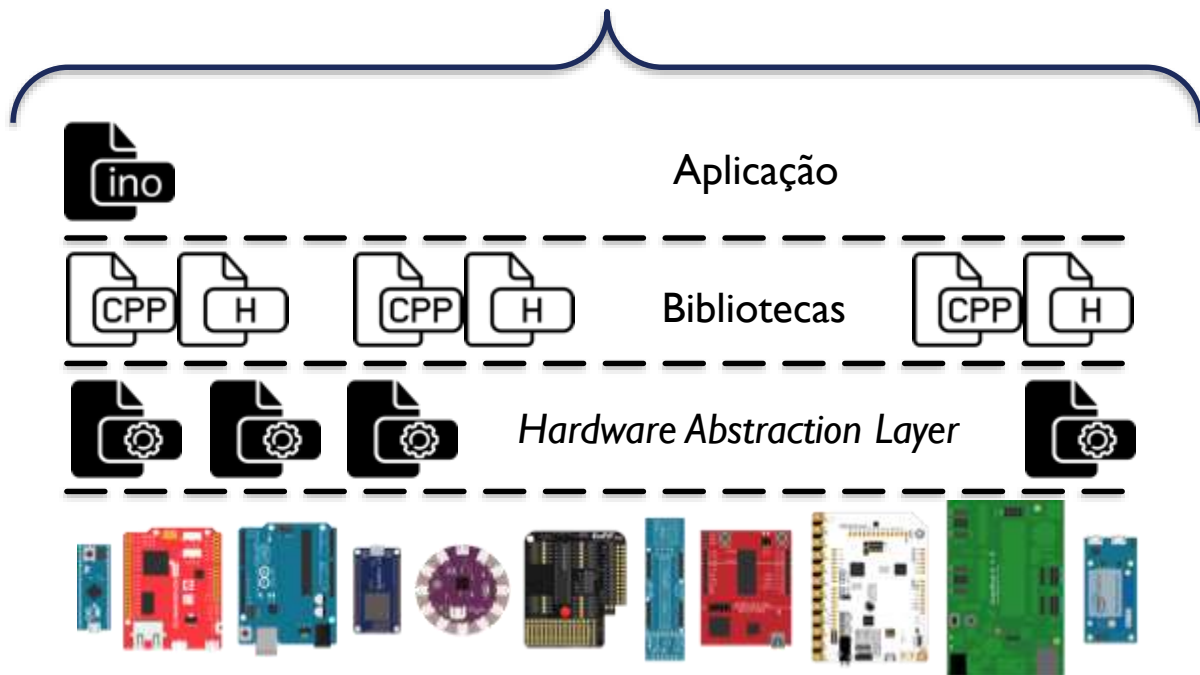 ino
Aplicação
CPP
H
CPP
H
Bibliotecas
CPP
H
Hardware Abstraction Layer